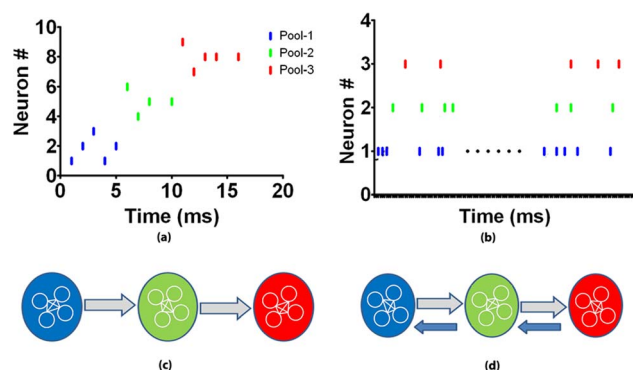 (a)
10
8
6
4
2
0
Neuron #
Pool-1
Pool-2
Pool-3
0 5 10 15 20
Time (ms)
(a)
(b)
4
3
2
1
Neuron #
Time (ms)
(b)
(c)
(d)